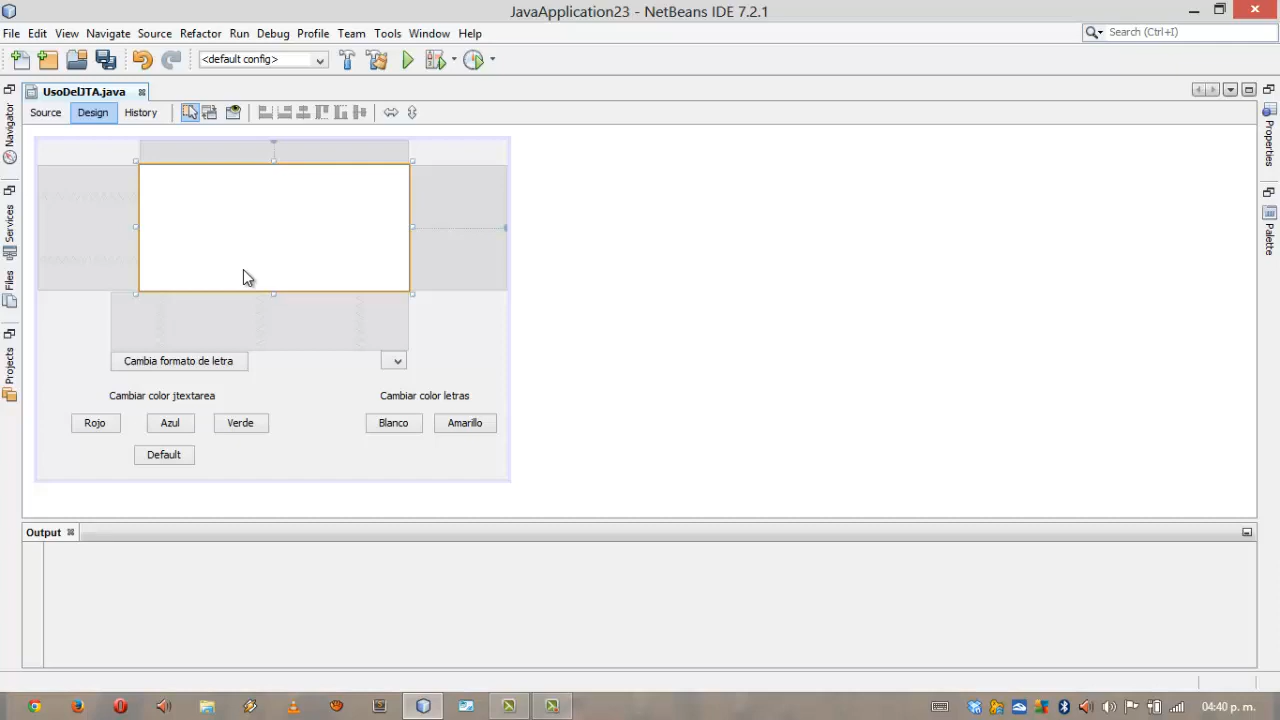 JavaApplication23 - NetBeans IDE 7.2.1
File Edit View Navigate Source Refactor Run Debug Profile Team Tools Window Help
Search (Ctrl+I)
<default config>
UsoDelJTA.java
Source Design History
Navigator
Services
Files
Projects
Properties
Palette
Cambia formato de letra
Cambiar color jtextarea Cambiar color letras
Rojo Azul Verde Blanco Amarillo
Default
Output
04:40 p. m.